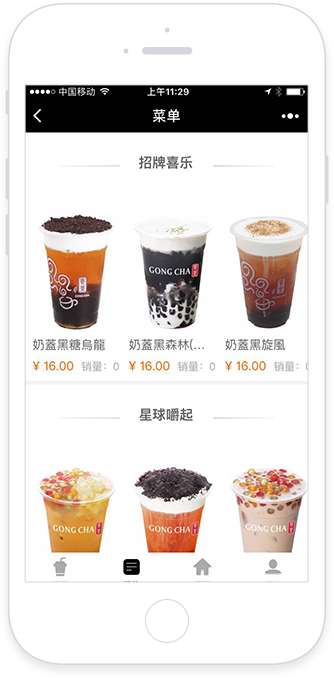 中国移动 上午11:29
菜单
招牌喜乐
GONG CHA
奶蓋黑糖烏龍 奶蓋黑森林(... 奶蓋黑旋風
¥ 16.00 销量: 0 ¥ 16.00 销量: 0 ¥ 16.00 销量: 0
星球嚼起
GONG CHA GONG CHA GONG CHA